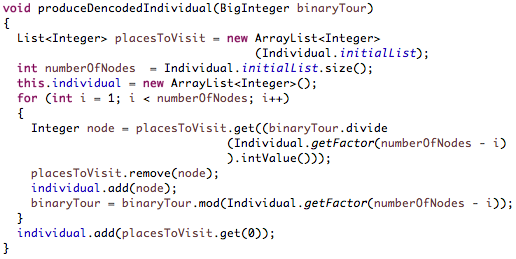 void produceDencodedIndividual(BigInteger binaryTour)
{
  List<Integer> placesToVisit = new ArrayList<Integer>
                                    (Individual.initialList);
  int numberOfNodes  = Individual.initialList.size();
  this.individual = new ArrayList<Integer>();
  for (int i = 1; i < numberOfNodes; i++)
  {
    Integer node = placesToVisit.get((binaryTour.divide
                                (Individual.getFactor(numberOfNodes - i)
                                ).intValue()));
    placesToVisit.remove(node);
    individual.add(node);
    binaryTour = binaryTour.mod(Individual.getFactor(numberOfNodes - i));
  }
  individual.add(placesToVisit.get(0));
}